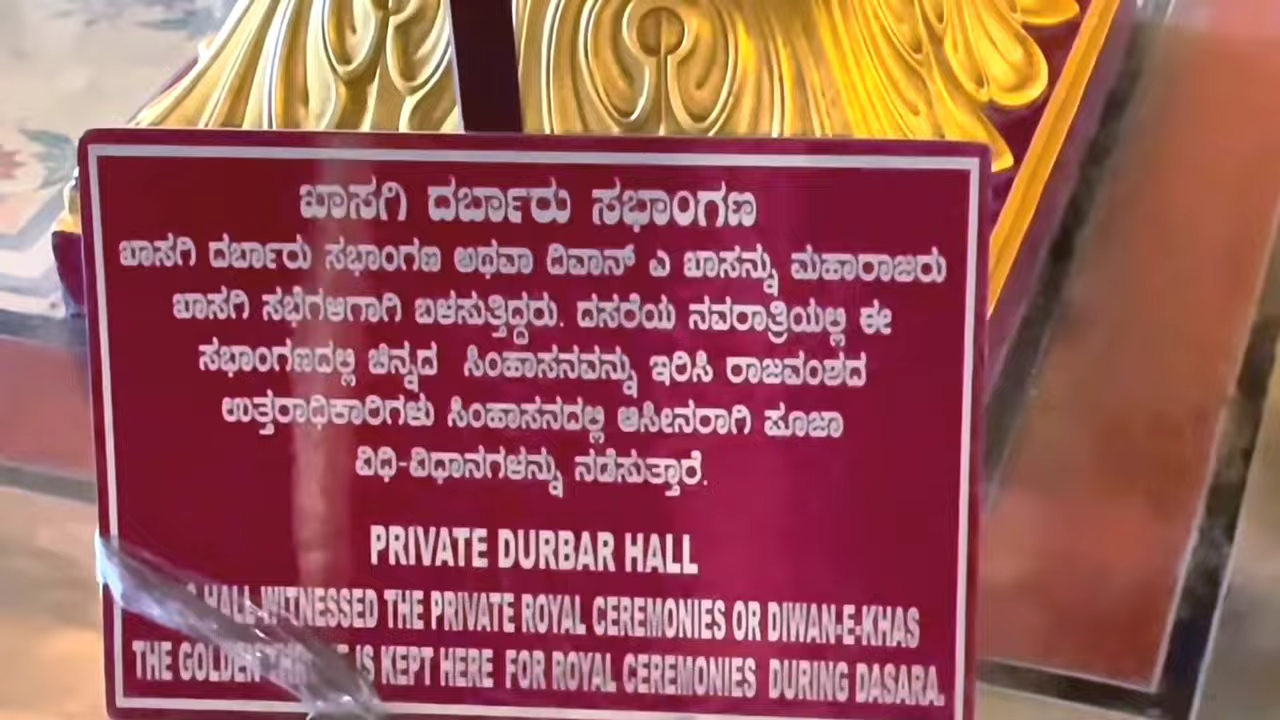 ಖಾಸಗಿ ದರ್ಬಾರು ಸಭಾಂಗಣ
ಖಾಸಗಿ ದರ್ಬಾರು ಸಭಾಂಗಣ ಅಥವಾ ದಿವಾನ್ ಎ ಖಾಸನ್ನು ಮಹಾರಾಜರು
ಖಾಸಗಿ ಸಭೆಗಳಿಗಾಗಿ ಬಳಸುತ್ತಿದ್ದರು. ದಸರೆಯ ನವರಾತ್ರಿಯಲ್ಲಿ ಈ
ಸಭಾಂಗಣದಲ್ಲಿ ಚಿನ್ನದ ಸಿಂಹಾಸನವನ್ನು ಇರಿಸಿ ರಾಜವಂಶದ
ಉತ್ತರಾಧಿಕಾರಿಗಳು ಸಿಂಹಾಸನದಲ್ಲಿ ಆಸೀನರಾಗಿ ಪೂಜಾ
ವಿಧಿ-ವಿಧಾನಗಳನ್ನು ನಡೆಸುತ್ತಾರೆ.
PRIVATE DURBAR HALL
HALL WITNESSED THE PRIVATE ROYAL CEREMONIES OR DIWAN-E-KHAS
THE GOLDEN IS KEPT HERE FOR ROYAL CEREMONIES DURING DASARA.